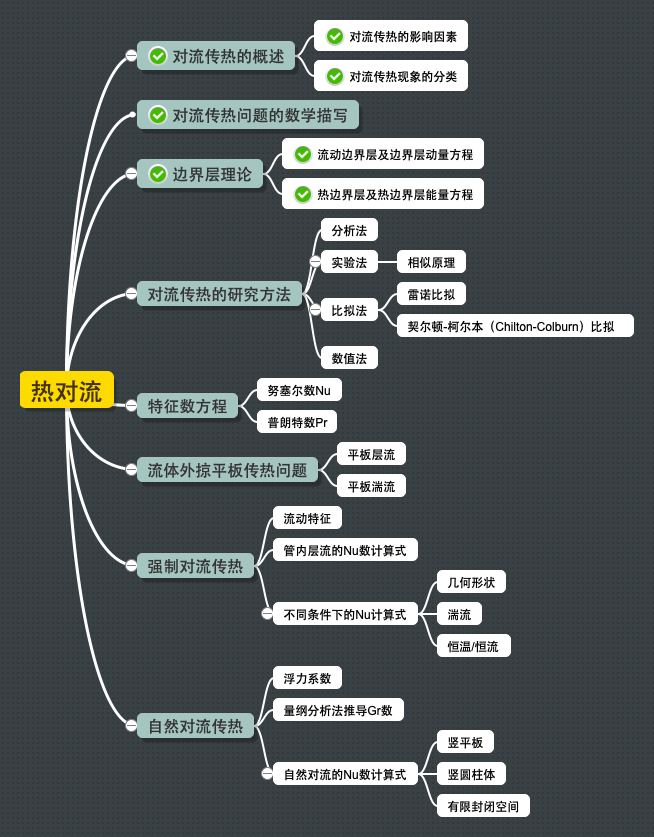 热对流
对流传热的概述
对流传热的影响因素
对流传热现象的分类
对流传热问题的数学描写
边界层理论
流动边界层及边界层动量方程
热边界层及热边界层能量方程
对流传热的研究方法
分析法
实验法
相似原理
比拟法
雷诺比拟
契尔顿-柯尔本（Chilton-Colburn）比拟
数值法
特征数方程
努塞尔数Nu
普朗特数Pr
流体外掠平板传热问题
平板层流
平板湍流
强制对流传热
流动特征
管内层流的Nu数计算式
不同条件下的Nu计算式
几何形状
湍流
恒温/恒流
自然对流传热
浮力系数
量纲分析法推导Gr数
自然对流的Nu数计算式
竖平板
竖圆柱体
有限封闭空间